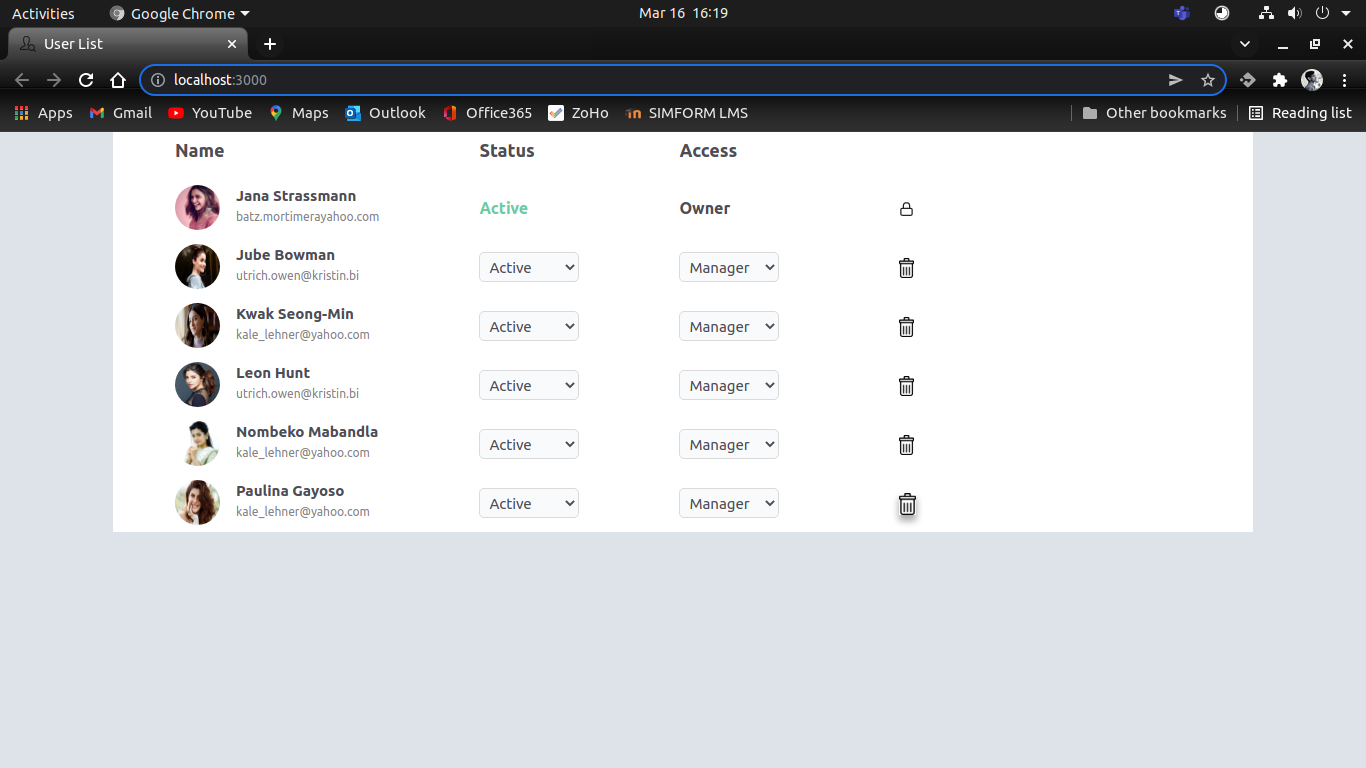 Activities Google Chrome Mar 16 16:19
User List
localhost:3000
Apps Gmail YouTube Maps Outlook Office365 ZoHo SIMFORM LMS Other bookmarks Reading list
Name Status Access
Jana Strassmann
batz.mortimerayahoo.com
Active Owner
Jube Bowman
utrich.owen@kristin.bi
Active Manager
Kwak Seong-Min
kale_lehner@yahoo.com
Active Manager
Leon Hunt
utrich.owen@kristin.bi
Active Manager
Nombeko Mabandla
kale_lehner@yahoo.com
Active Manager
Paulina Gayoso
kale_lehner@yahoo.com
Active Manager